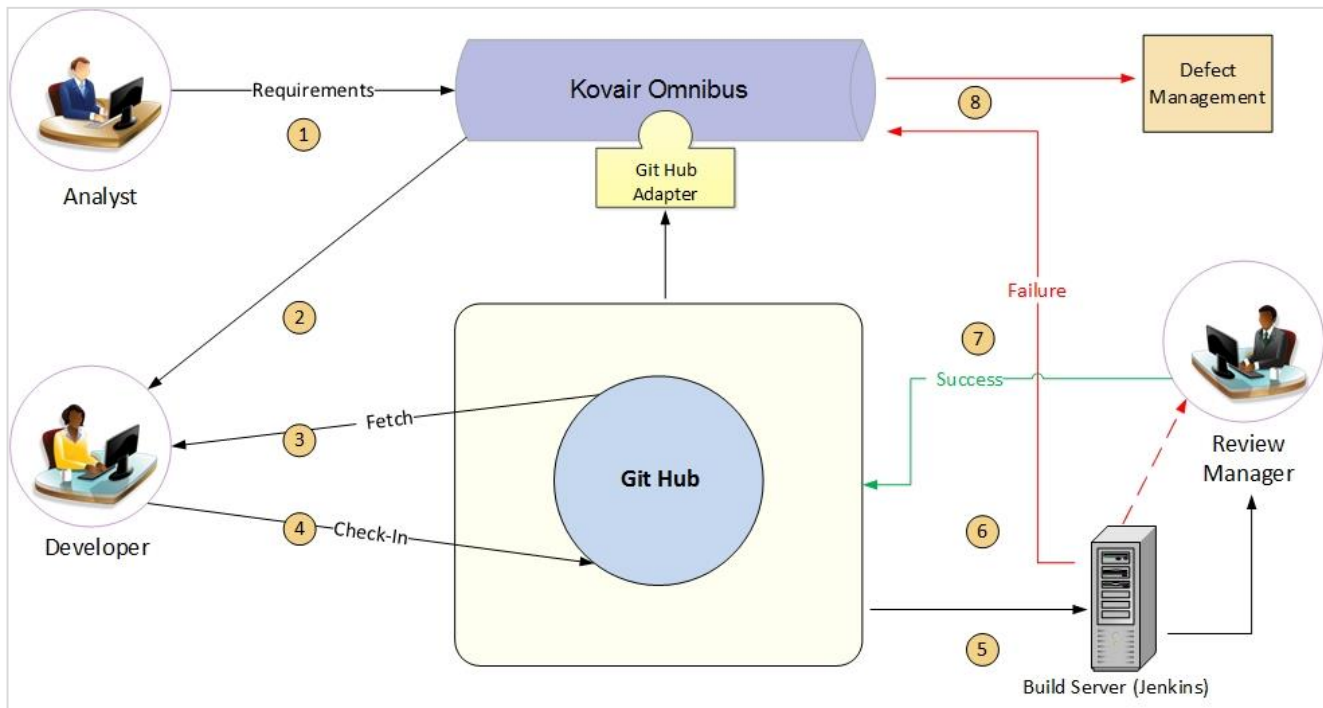 Requirements
Kovair Omnibus
Defect
Management
8
1
Analyst
Git Hub
Adapter
2
Failure
7
Success
Fetch
3
Review
Manager
Git Hub
4
Check-In
Developer
6
5
Build Server (Jenkins)